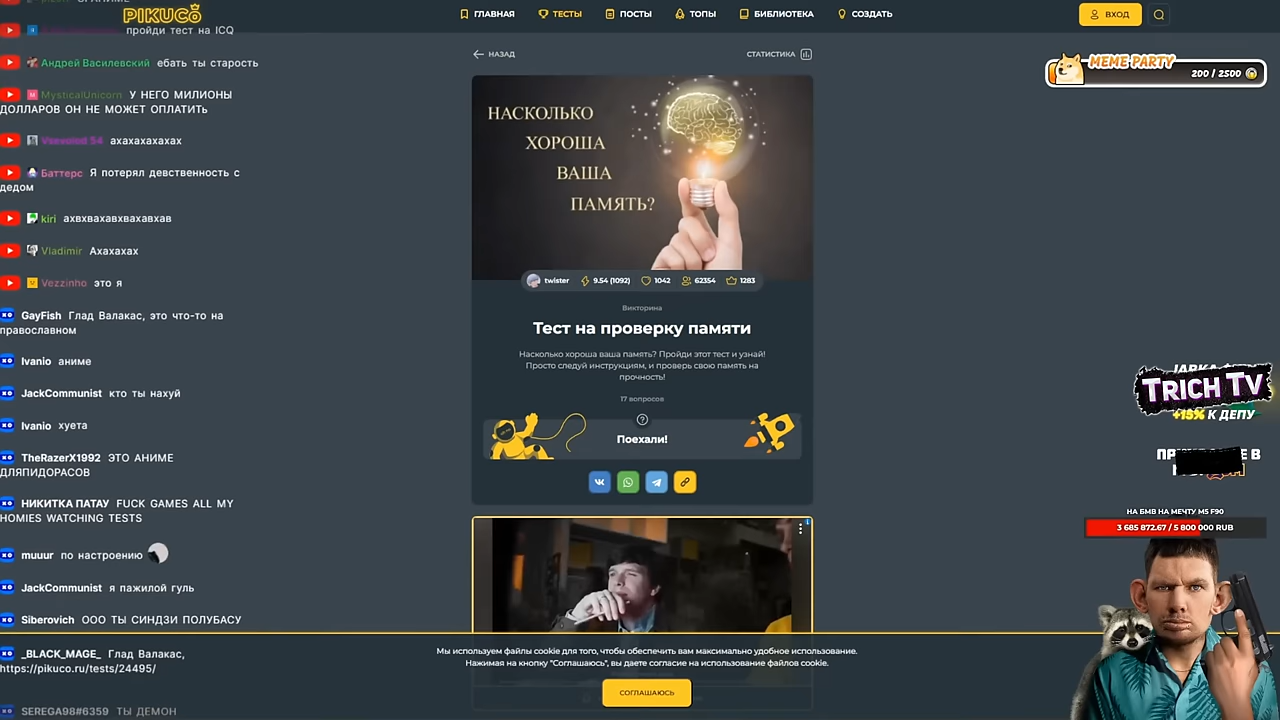 PIKUCO
ГЛАВНАЯ
ТЕСТЫ
ПОСТЫ
ТОПЫ
БИБЛИОТЕКА
СОЗДАТЬ
ВХОД
пройди тест на ICQ
Андрей Василевский ебать ты старость
MysticalUnicorn У НЕГО МИЛИОНЫ
ДОЛЛАРОВ ОН НЕ МОЖЕТ ОПЛАТИТЬ
Vsevolod 54 ахахахахахах
Баттерс Я потерял девственность с
дедом
kiri ахвхвахавхвахавхав
Vladimir Ахахахах
Vezzinho это я
GayFish Глад Валакас, это что-то на
православном
Ivanio аниме
JackCommunist кто ты нахуй
Ivanio хуета
TheRazerX1992 ЭТО АНИМЕ
ДЛЯПИДОРАСОВ
НИКИТКА ПАТАУ FUCK GAMES ALL MY
HOMIES WATCHING TESTS
muuur по настроению
JackCommunist я пажилой гуль
Siberovich ООО ТЫ СИНДЗИ ПОЛУБАСУ
_BLACK_MAGE_ Глад Валакас,
https://pikuco.ru/tests/24495/
SEREGA98#6359 ТЫ ДЕМОН
НАЗАД
СТАТИСТИКА
НАСКОЛЬКО
ХОРОША
ВАША
ПАМЯТЬ?
twister 9.54 (1092) 1042 62354 1283
Викторина
Тест на проверку памяти
Насколько хороша ваша память? Пройди этот тест и узнай!
Просто следуй инструкциям, и проверь свою память на
прочность!
17 вопросов
Поехали!
Мы используем файлы cookie для того, чтобы обеспечить вам максимально удобное использование.
Нажимая на кнопку "Соглашаюсь", вы даете согласие на использование файлов cookie.
СОГЛАШАЮСЬ
MEME PARTY
200 / 2500
TRICH TV
+15% К ДЕПУ
НА БМВ НА МЕЧТУ M5 F90
3 685 872.67 / 5 800 000 RUB